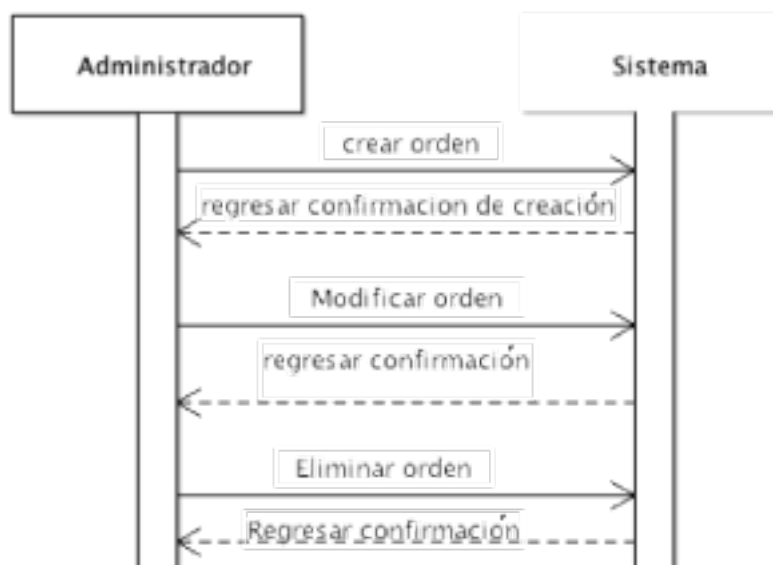 Administrador
Sistema
crear orden
regresar confirmacion de creación
Modificar orden
regresar confirmación
Eliminar orden
Regresar confirmación